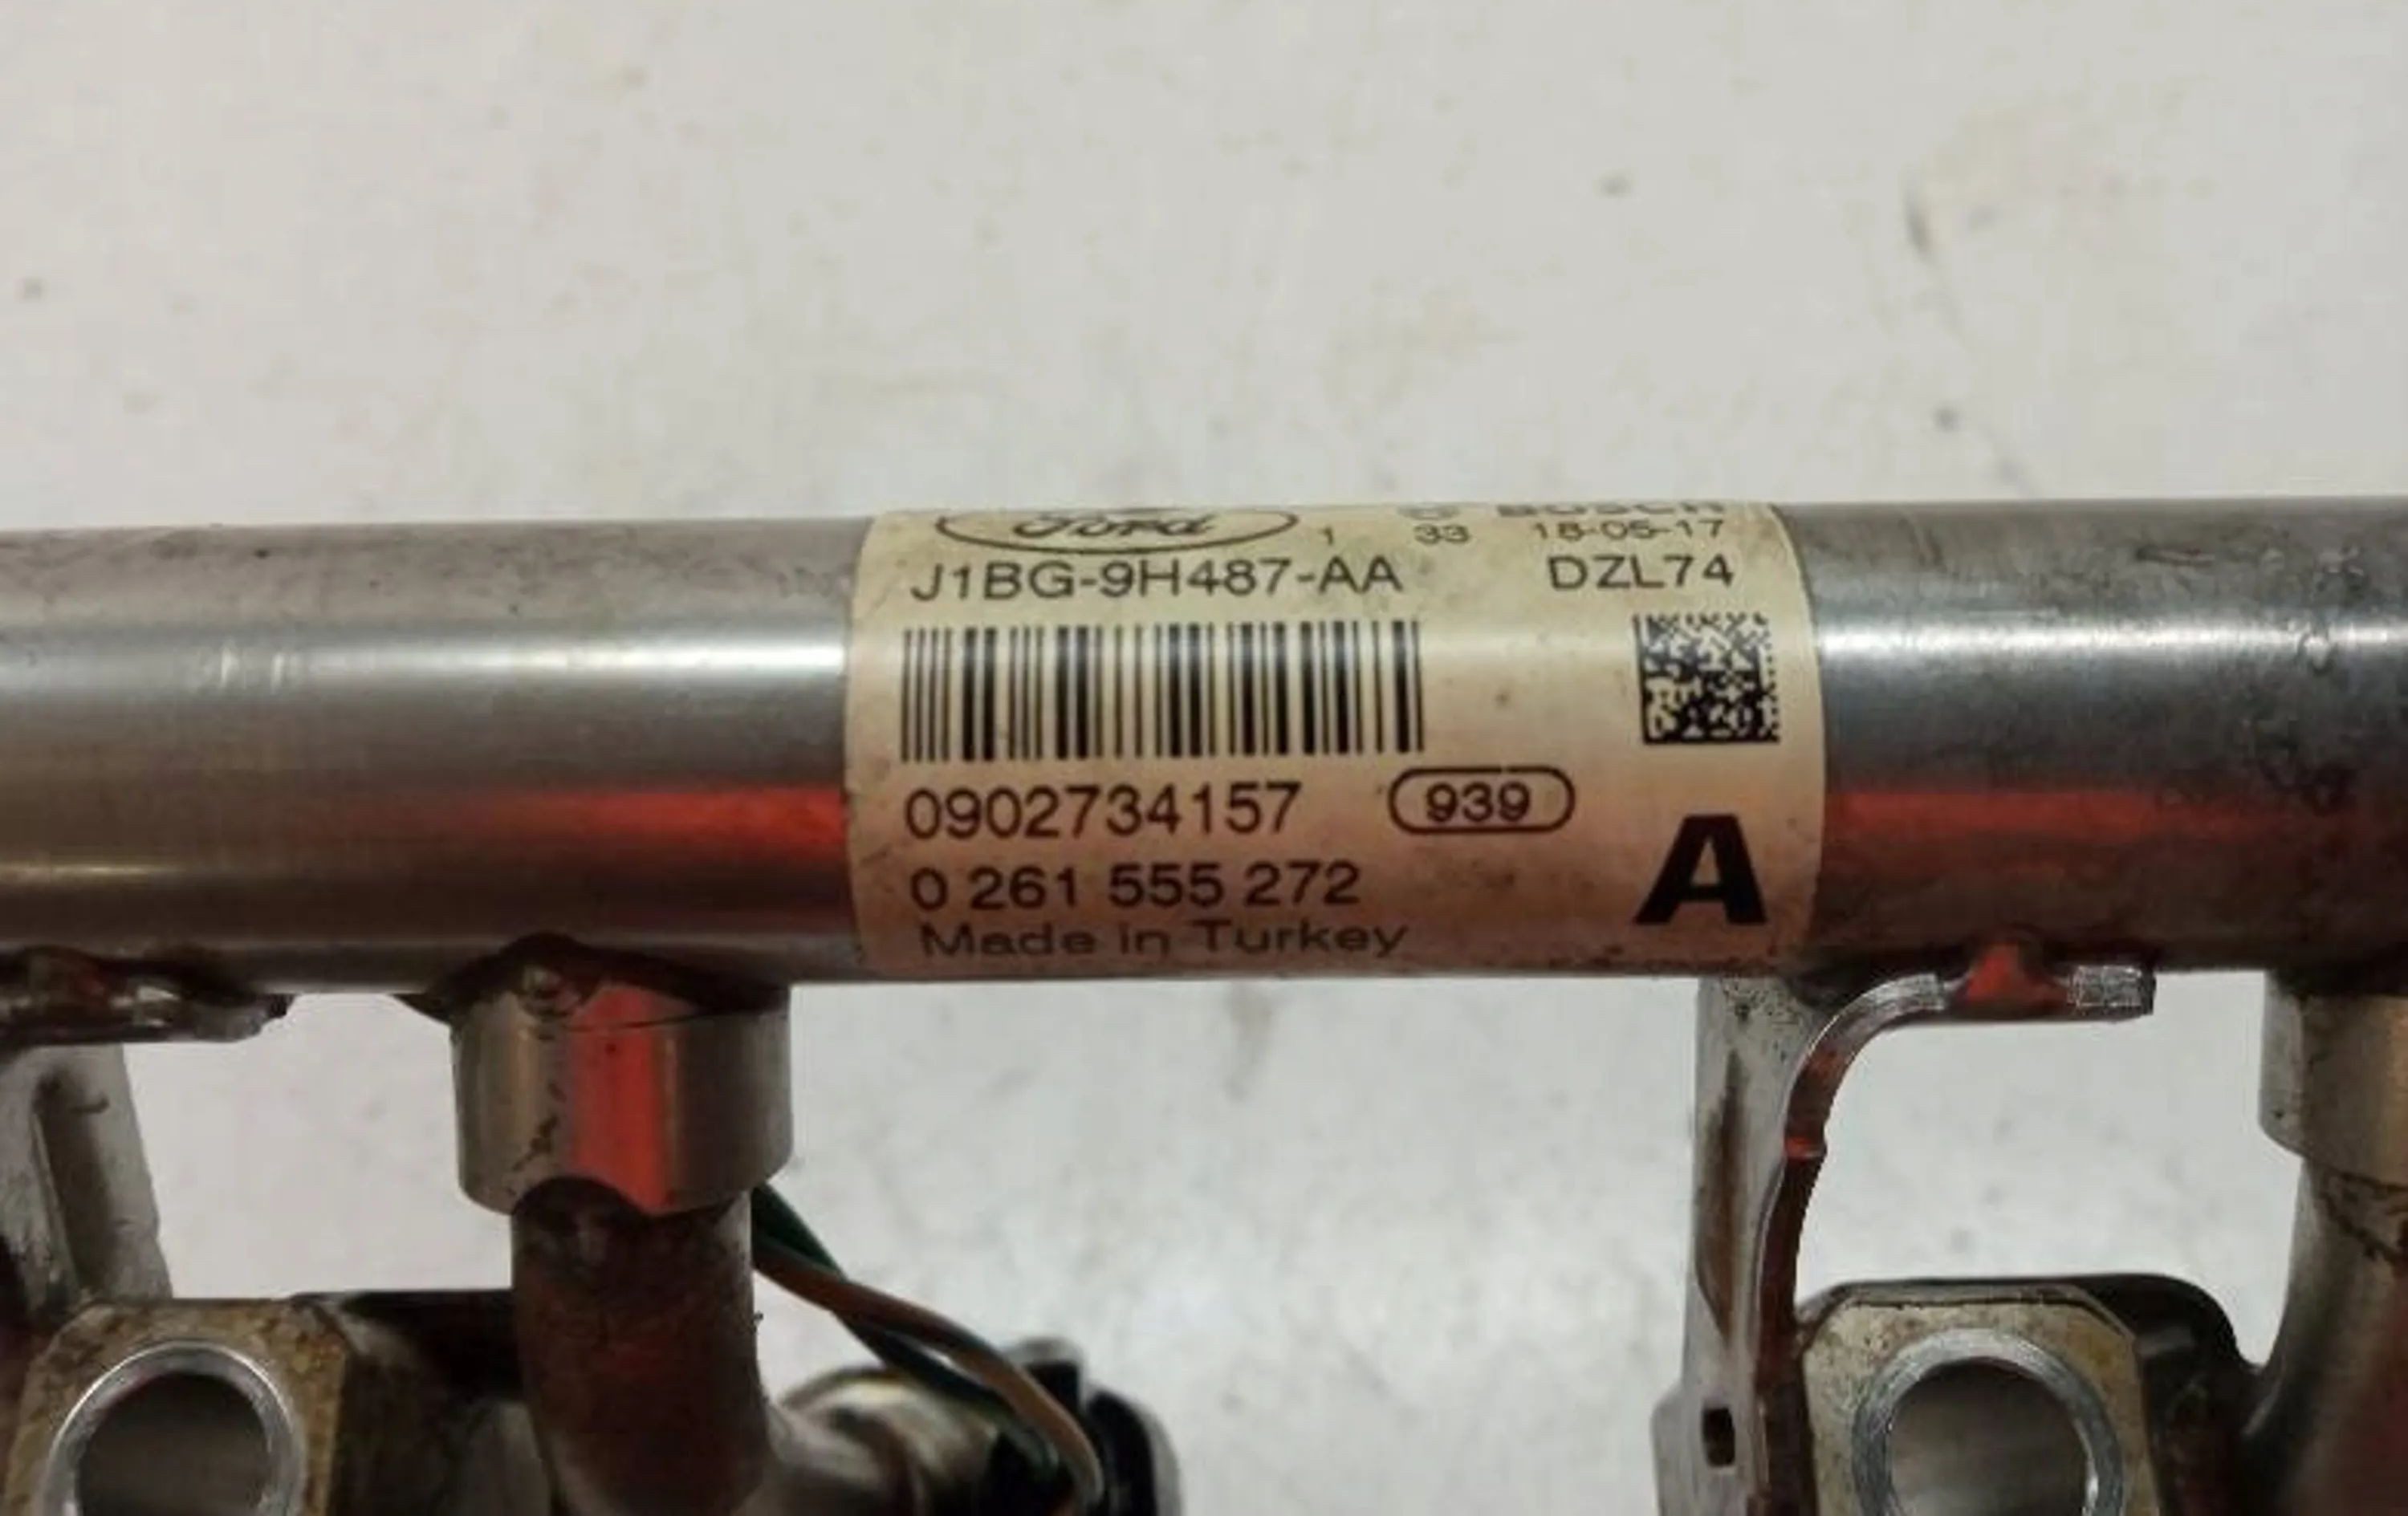 Ford 1 33 BOSCH
18-05-17
J1BG-9H487-AA DZL74
0902734157 939
0 261 555 272
Made in Turkey
A